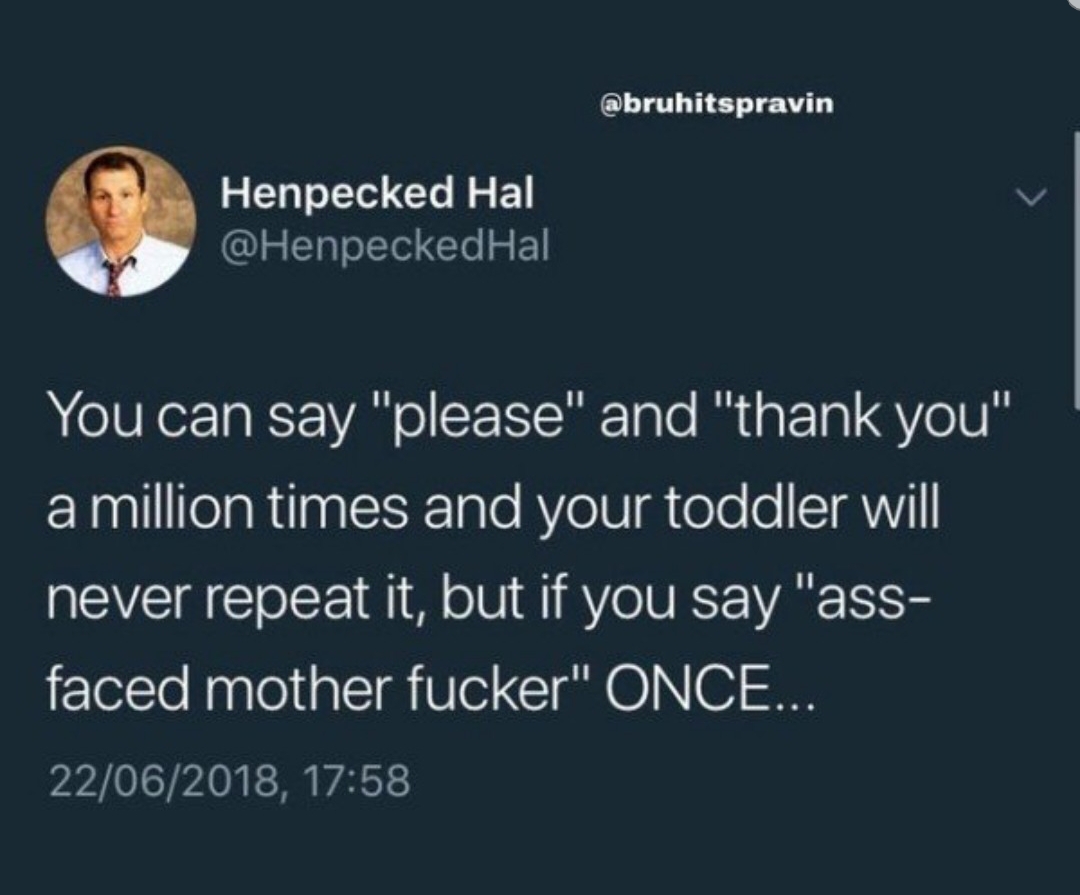 @bruhitspravin
Henpecked Hal
@HenpeckedHal
You can say "please" and "thank you"
a million times and your toddler will
never repeat it, but if you say "ass-
faced mother fucker" ONCE...
22/06/2018, 17:58